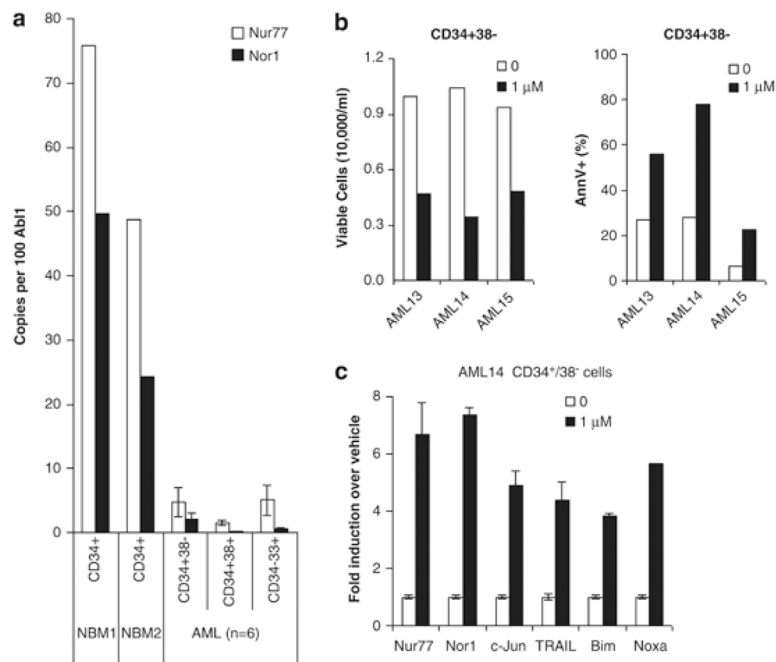 a
80
70
60
50
40
30
20
10
0
Copies per 100 Abl1
Nur77
Nor1
CD34+
CD34+
CD34+38-
CD34+38+
CD34-33+
NBM1
NBM2
AML (n=6)
b
CD34+38-
1.2
0.9
0.6
0.3
0.0
Viable Cells (10,000/ml)
0
1 μM
AML13
AML14
AML15
CD34+38-
100
80
60
40
20
0
AnnV+ (%)
0
1 μM
AML13
AML14
AML15
c
AML14 CD34⁺/38⁻ cells
8
6
4
2
0
Fold induction over vehicle
0
1 μM
Nur77
Nor1
c-Jun
TRAIL
Bim
Noxa